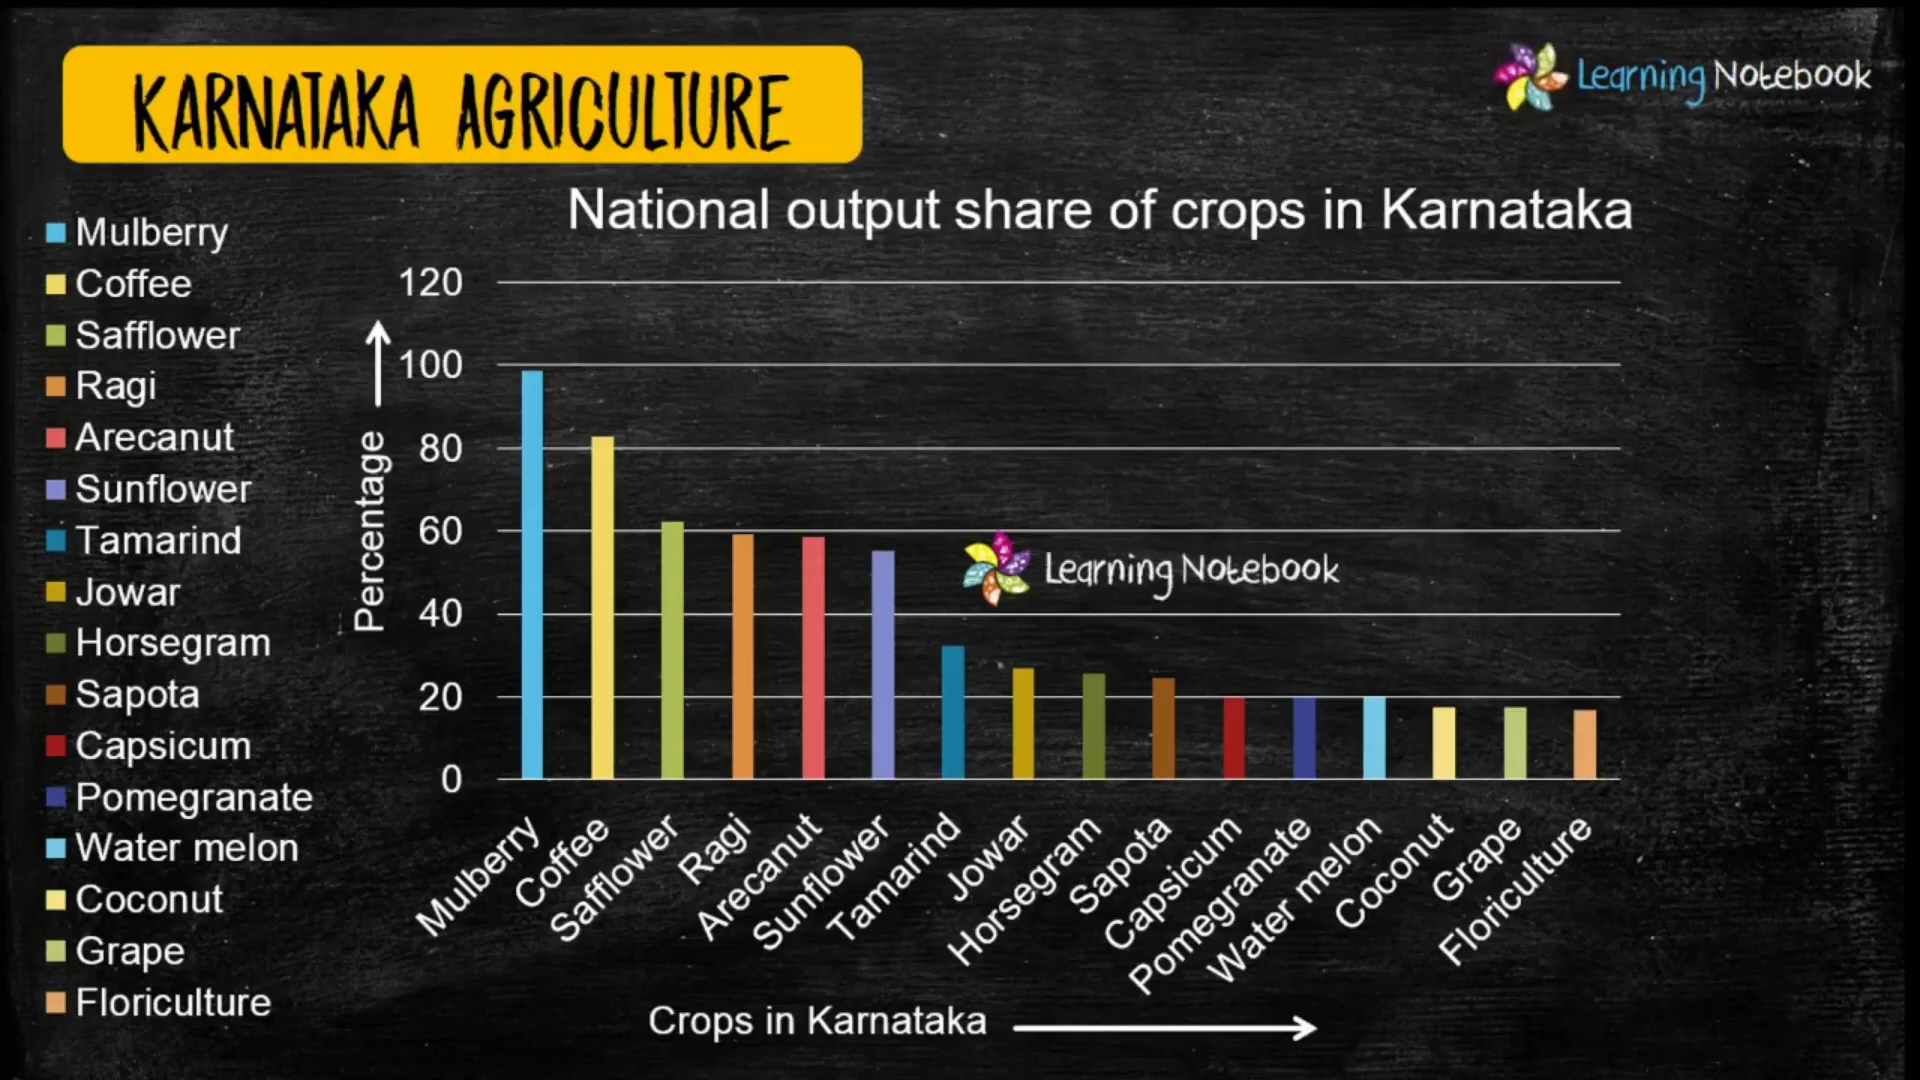 KARNATAKA AGRICULTURE
Learning Notebook
National output share of crops in Karnataka
Mulberry
Coffee
Safflower
Ragi
Arecanut
Sunflower
Tamarind
Jowar
Horsegram
Sapota
Capsicum
Pomegranate
Water melon
Coconut
Grape
Floriculture
Percentage
120
100
80
60
40
20
0
Learning Notebook
Mulberry
Coffee
Safflower
Ragi
Arecanut
Sunflower
Tamarind
Jowar
Horsegram
Sapota
Capsicum
Pomegranate
Water melon
Coconut
Grape
Floriculture
Crops in Karnataka